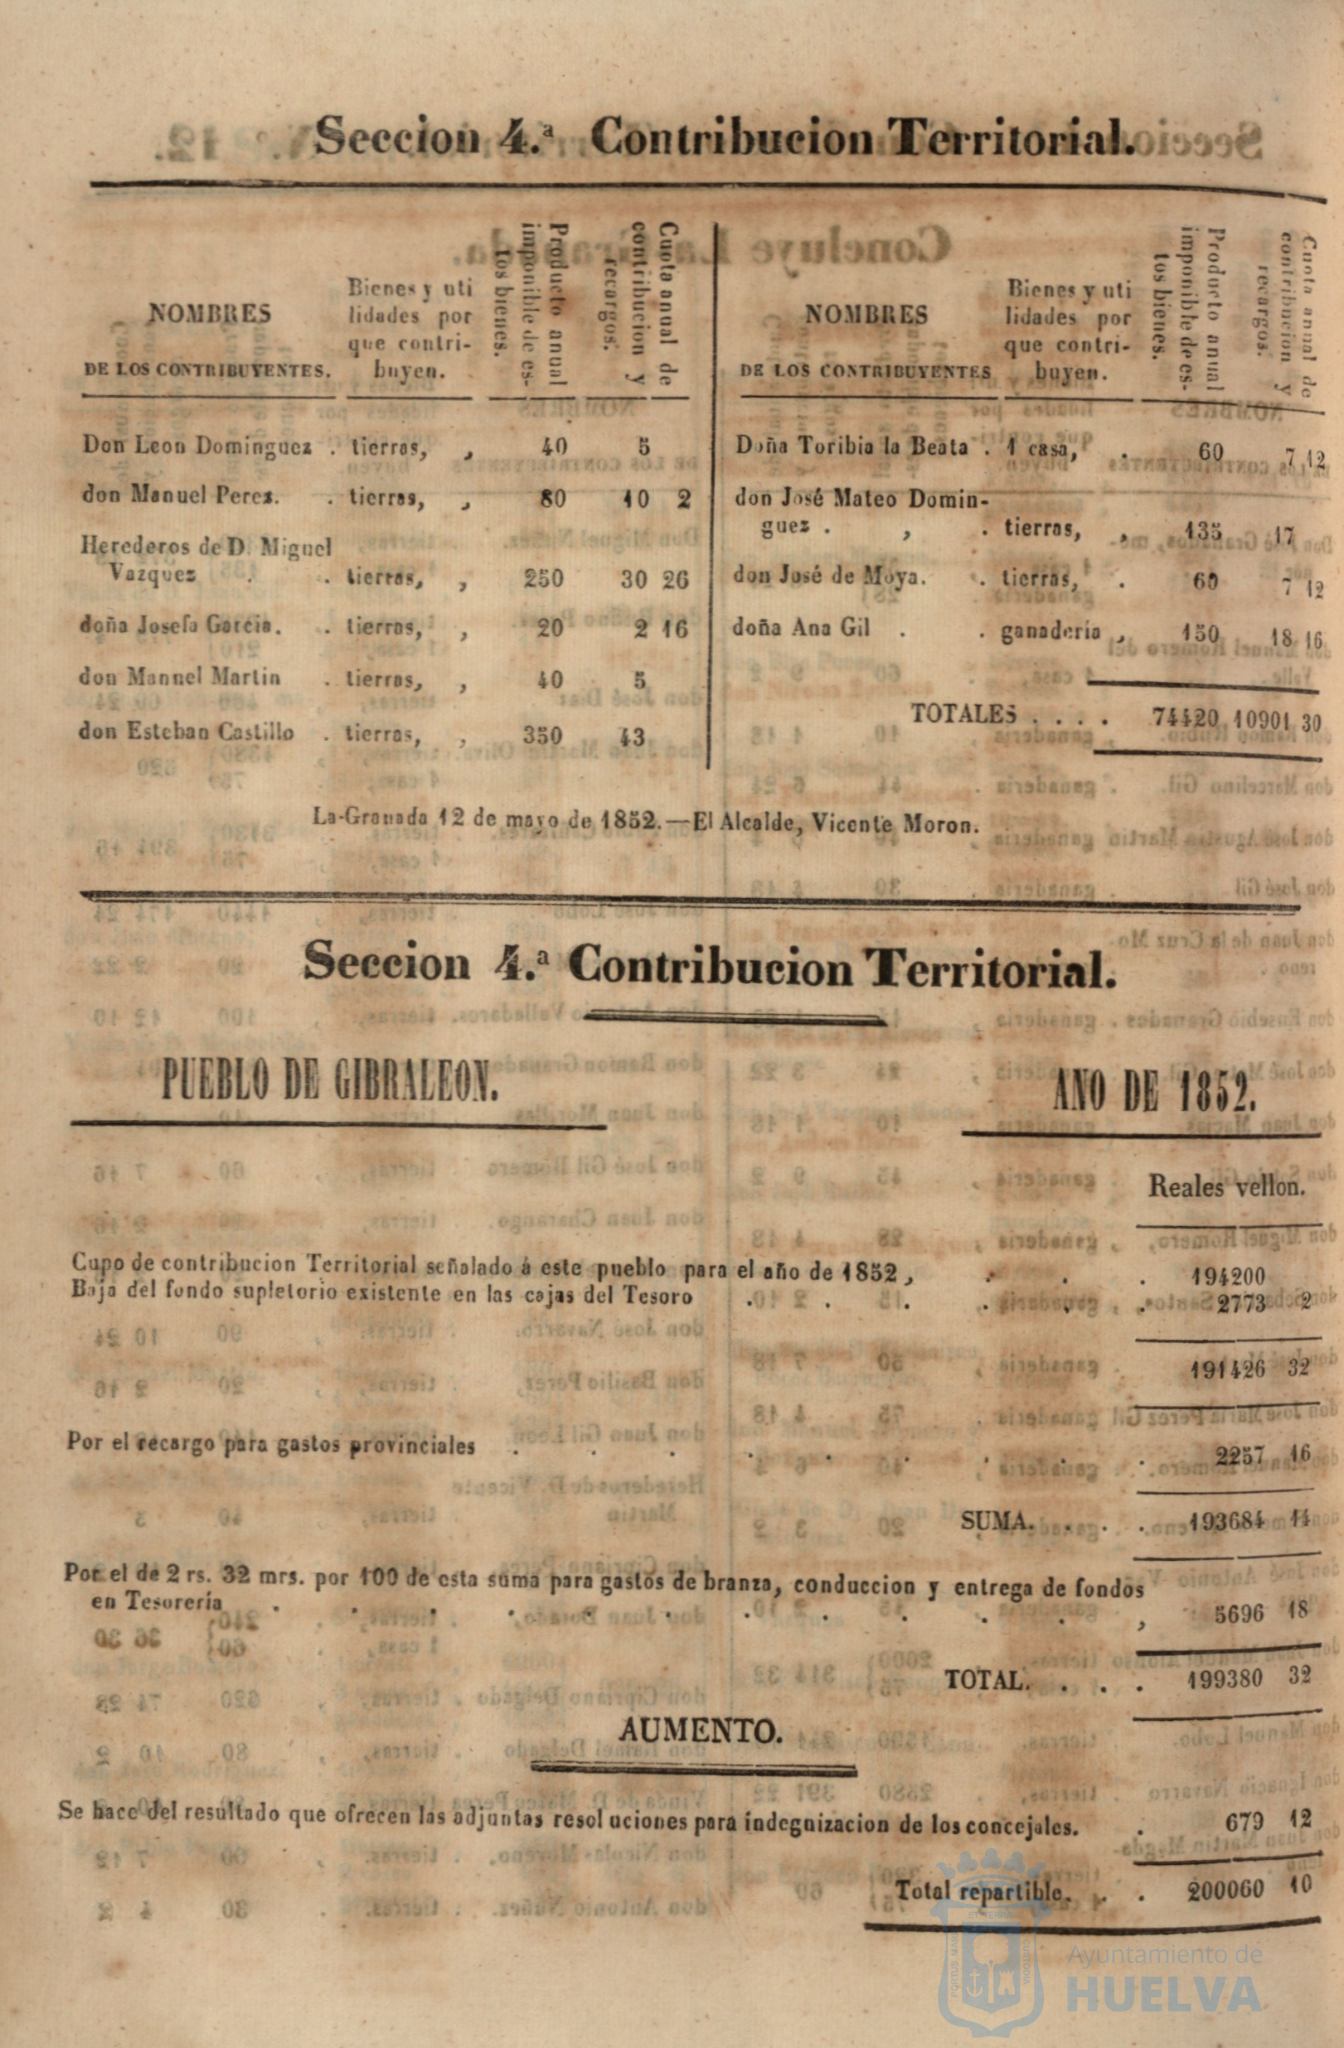 Seccion 4.ª Contribucion Territorial.
NOMBRES
DE LOS CONTRIBUYENTES.
Bienes y uti
lidades por
que contri-
buyen.
Producto anual
imponible de es-
tos bienes.
Cuota anual de
contribucion y
recargos.
Don Leon Dominguez . tierras, , 40 5
don Manuel Perez. . tierras, , 80 10 2
Herederos de D. Miguel
Vazquez . . tierras, , 250 30 26
doña Josefa Garcia. . tierras, , 20 2 16
don Mannel Martin . tierras, , 40 5
don Esteban Castillo . tierras, , 350 43
NOMBRES
DE LOS CONTRIBUYENTES
Bienes y uti
lidades por
que contri-
buyen.
Producto anual
imponible de es-
tos bienes.
Cuota anual de
contribucion y
recargos.
Doña Toribia la Beata . 1 casa, . 60 7 12
don José Mateo Domin-
guez . , . tierras, , 135 17
don José de Moya. . tierras, . 60 7 12
doña Ana Gil . . ganaderia , 150 18 16
TOTALES . . . . 74420 10901 30
La-Granada 12 de mayo de 1852.—El Alcalde, Vicente Moron.
Seccion 4.ª Contribucion Territorial.
PUEBLO DE GIBRALEON. AÑO DE 1852.
Reales vellon.
Cupo de contribucion Territorial señalado á este pueblo para el año de 1852, . . . 194200
Baja del fondo supletorio existente en las cajas del Tesoro . . . . . . 2773 2
191426 32
Por el recargo para gastos provinciales . . . . . . . . . 2257 16
SUMA. . . . 193684 14
Por el de 2 rs. 32 mrs. por 100 de esta suma para gastos de branza, conduccion y entrega de fondos
en Tesorería . . . . . . . . . . . , 5696 18
TOTAL. . . . 199380 32
AUMENTO.
Se hace del resultado que ofrecen las adjuntas resoluciones para indegnizacion de los concejales. . 679 12
Total repartible. . . 200060 10
Ayuntamiento de
HUELVA